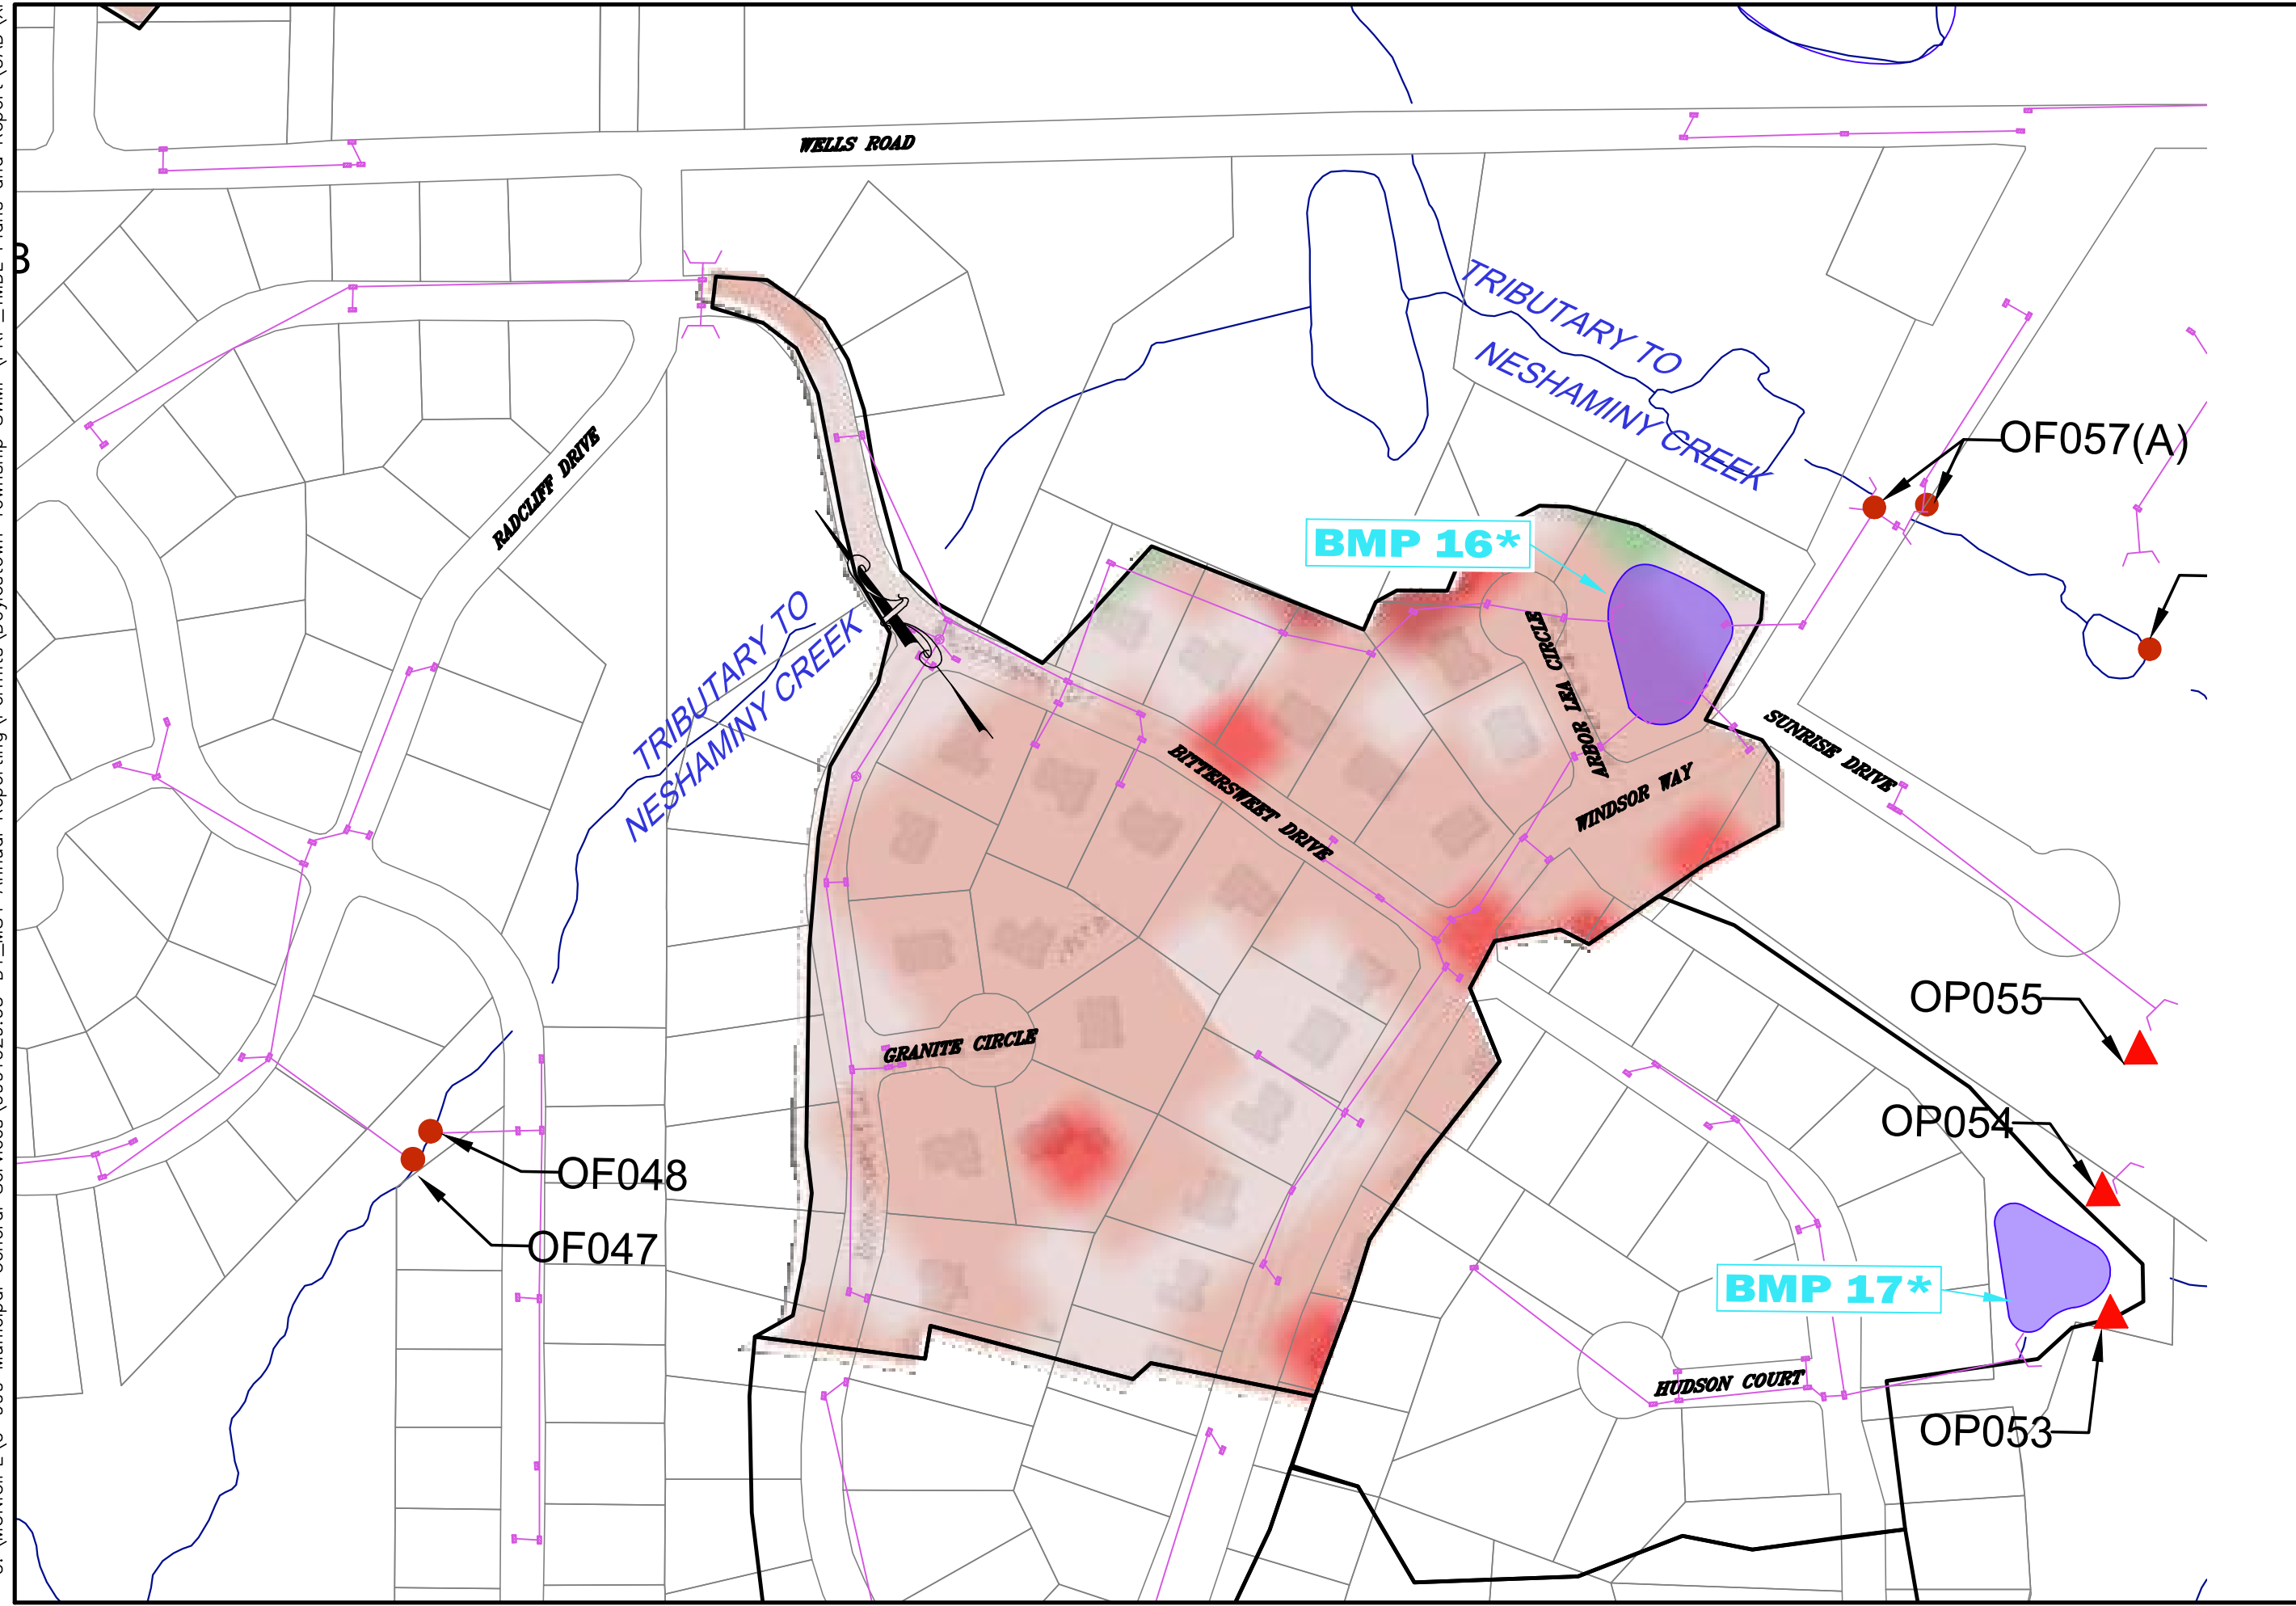 WELLS ROAD
TRIBUTARY TO
NESHAMINY CREEK
RADCLIFF DRIVE
OF057(A)
BMP 16*
ARBOR LEA CIRCLE
TRIBUTARY TO
NESHAMINY CREEK
SUNRISE DRIVE
BITTERSWEET DRIVE
WINDSOR WAY
OP055
GRANITE CIRCLE
OP054
OF048
OF047
BMP 17*
HUDSON COURT
OP053